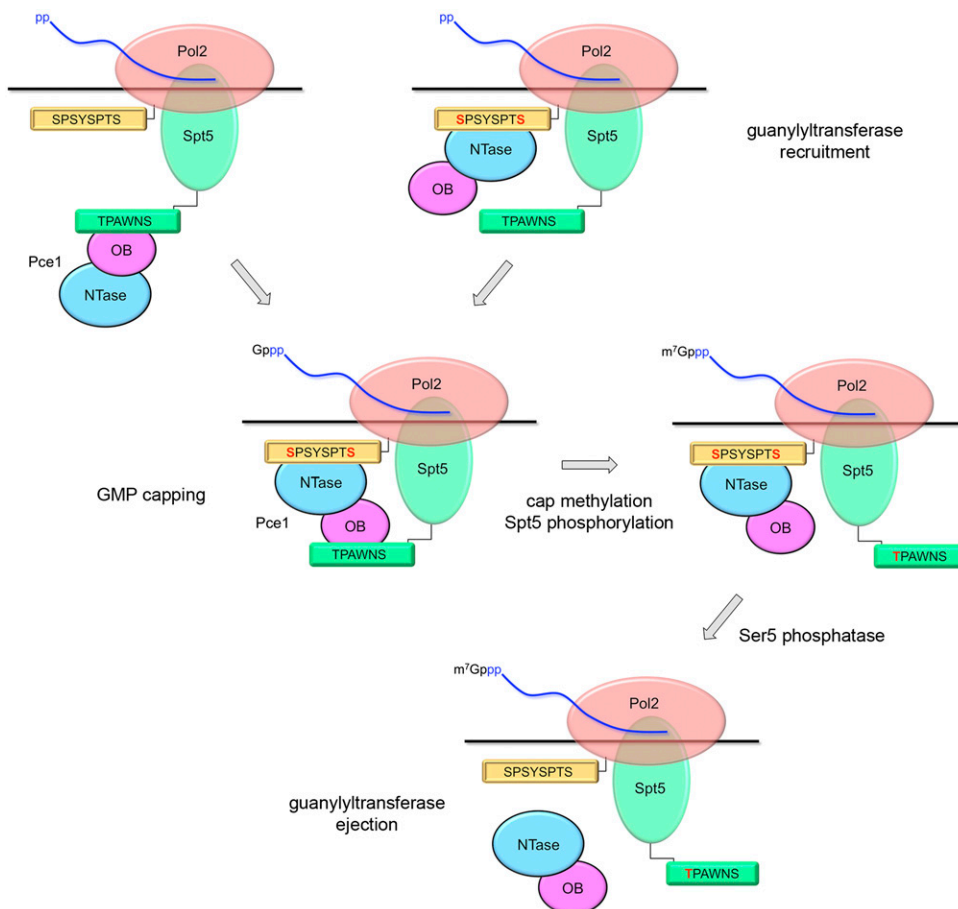 pp
Pol2
SPSYSPTS
Spt5
TPAWNS
OB
Pce1
NTase
pp
Pol2
SPSYSPTS
NTase
Spt5
OB
TPAWNS
guanylyltransferase
recruitment
Gppp
Pol2
SPSYSPTS
Spt5
NTase
GMP capping
Pce1
OB
TPAWNS
cap methylation
Spt5 phosphorylation
m⁷Gppp
Pol2
SPSYSPTS
Spt5
NTase
OB
TPAWNS
Ser5 phosphatase
m⁷Gppp
Pol2
SPSYSPTS
Spt5
guanylyltransferase
ejection
NTase
OB
TPAWNS